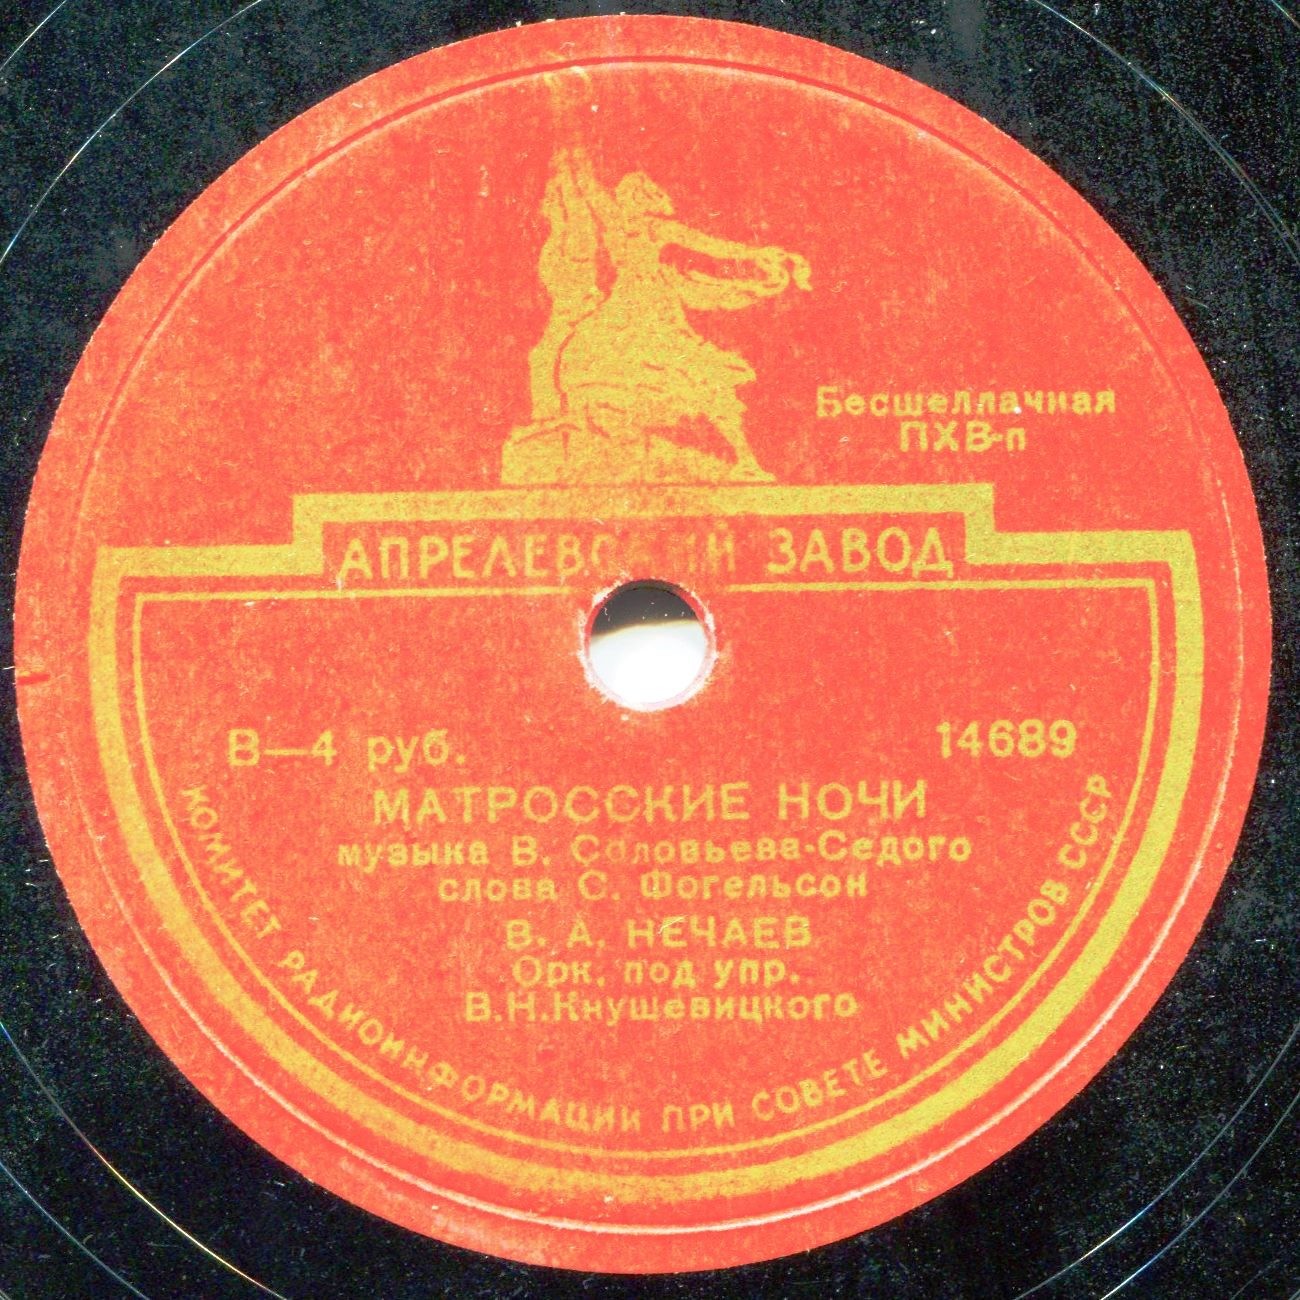 Бесшеллачная
ПХВ-п
АПРЕЛЕВСКИЙ ЗАВОД
В—4 руб.
14689
МАТРОССКИЕ НОЧИ
музыка В. Соловьева-Седого
слова С. Фогельсон
В. А. НЕЧАЕВ
Орк. под упр.
В.Н.Кнушевицкого
КОМИТЕТ РАДИОИНФОРМАЦИИ ПРИ СОВЕТЕ МИНИСТРОВ СССР